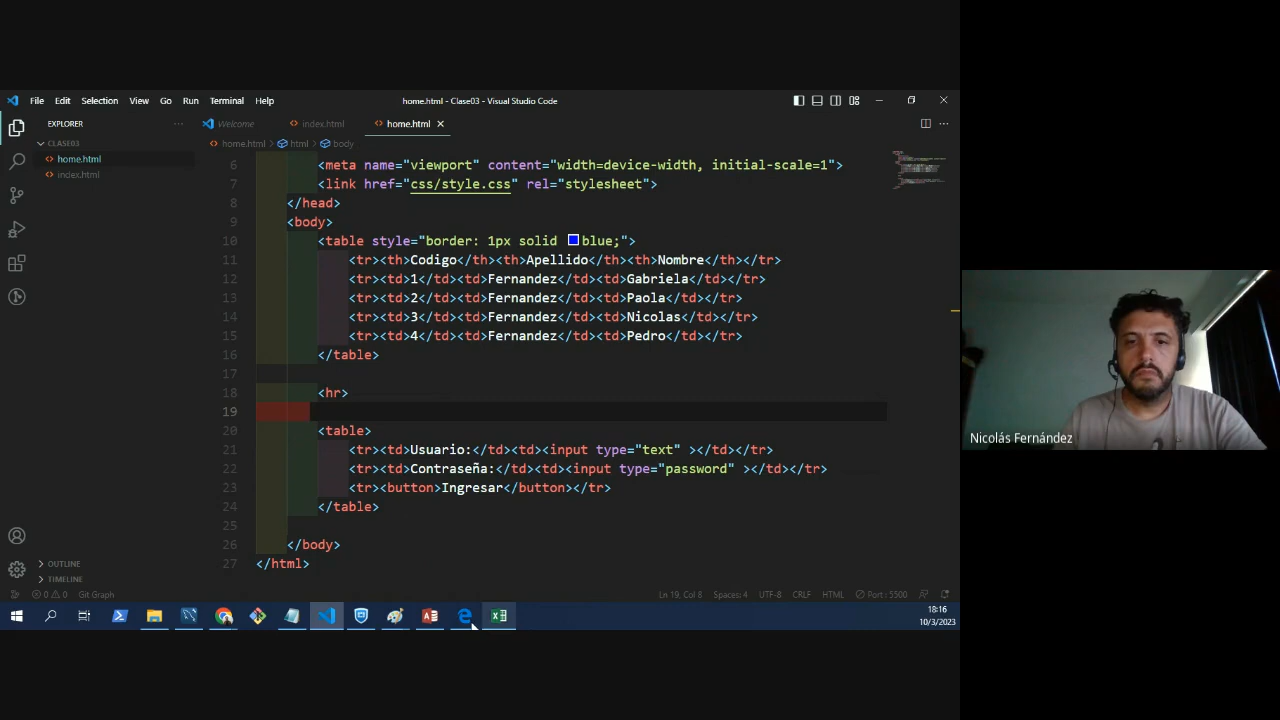 File Edit Selection View Go Run Terminal Help home.html - Clase03 - Visual Studio Code
EXPLORER
CLASE03
home.html
index.html
OUTLINE
TIMELINE
Welcome index.html home.html
home.html > html > body
6 <meta name="viewport" content="width=device-width, initial-scale=1">
7 <link href="css/style.css" rel="stylesheet">
8 </head>
9 <body>
10 <table style="border: 1px solid blue;">
11 <tr><th>Codigo</th><th>Apellido</th><th>Nombre</th></tr>
12 <tr><td>1</td><td>Fernandez</td><td>Gabriela</td></tr>
13 <tr><td>2</td><td>Fernandez</td><td>Paola</td></tr>
14 <tr><td>3</td><td>Fernandez</td><td>Nicolas</td></tr>
15 <tr><td>4</td><td>Fernandez</td><td>Pedro</td></tr>
16 </table>
17
18 <hr>
19
20 <table>
21 <tr><td>Usuario:</td><td><input type="text" ></td></tr>
22 <tr><td>Contraseña:</td><td><input type="password" ></td></tr>
23 <tr><button>Ingresar</button></tr>
24 </table>
25
26 </body>
27 </html>
0 0 Git Graph Ln 19, Col 8 Spaces: 4 UTF-8 CRLF HTML Port : 5500
18:16
10/3/2023
Nicolás Fernández